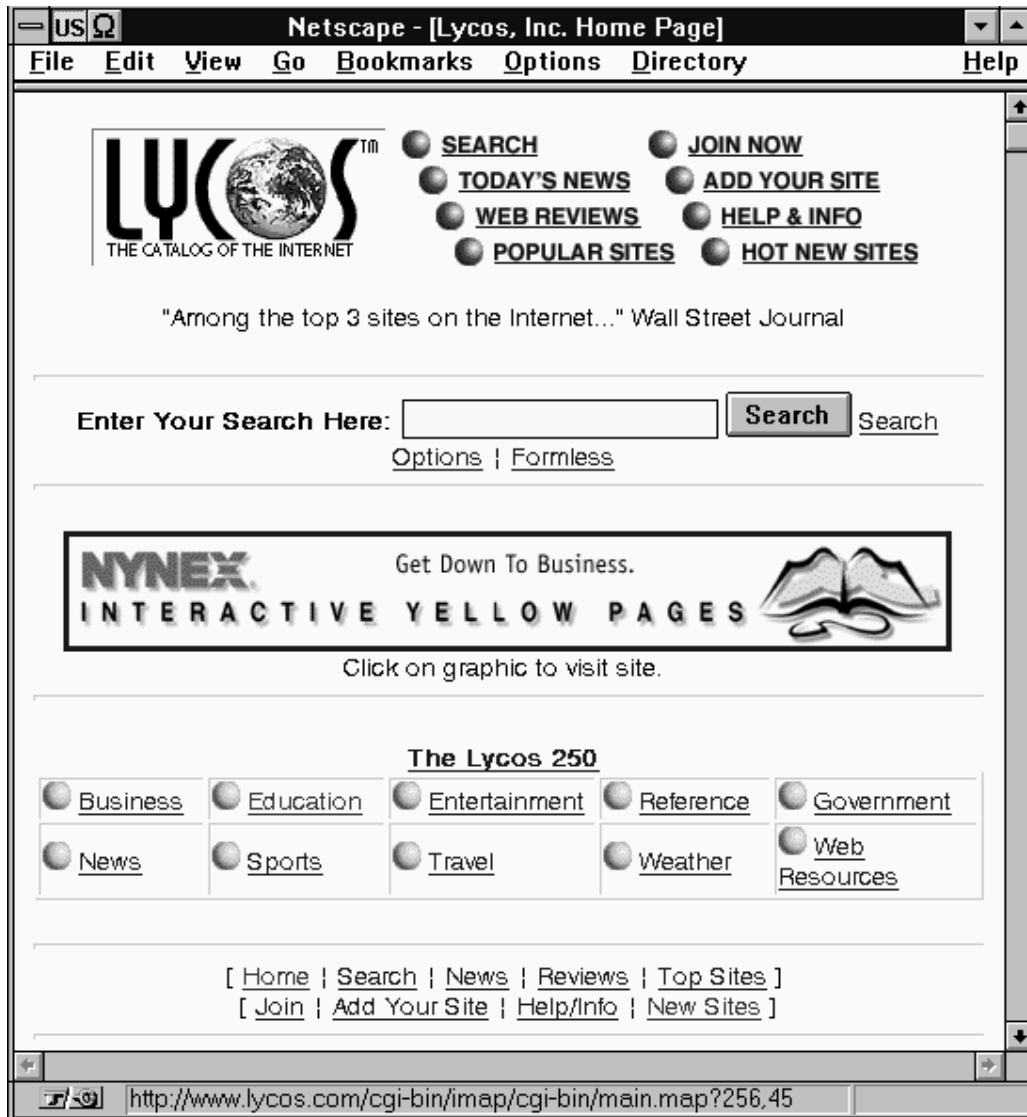 US Ω Netscape - [Lycos, Inc. Home Page]
File Edit View Go Bookmarks Options Directory Help
LYCOS™
THE CATALOG OF THE INTERNET
SEARCH JOIN NOW
TODAY'S NEWS ADD YOUR SITE
WEB REVIEWS HELP & INFO
POPULAR SITES HOT NEW SITES
"Among the top 3 sites on the Internet..." Wall Street Journal
Enter Your Search Here: Search Search
Options ¦ Formless
NYNEX. Get Down To Business.
INTERACTIVE YELLOW PAGES
Click on graphic to visit site.
The Lycos 250
Business Education Entertainment Reference Government
News Sports Travel Weather Web
Resources
[ Home ¦ Search ¦ News ¦ Reviews ¦ Top Sites ]
[ Join ¦ Add Your Site ¦ Help/Info ¦ New Sites ]
http://www.lycos.com/cgi-bin/imap/cgi-bin/main.map?256,45